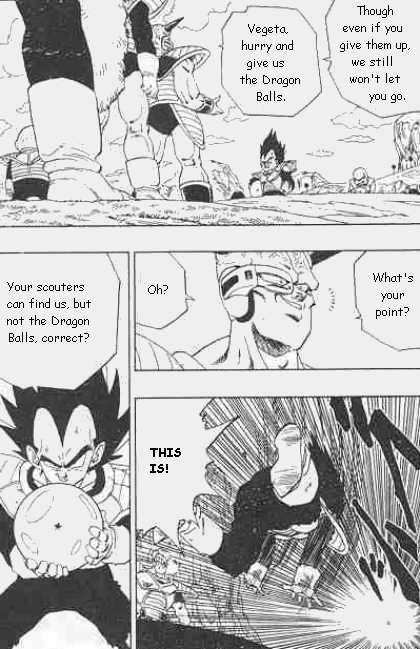 Though
even if you
give them up,
we still
won't let
you go.
Vegeta,
hurry and
give us
the Dragon
Balls.
What's
your
point?
Oh?
Your scouters
can find us, but
not the Dragon
Balls, correct?
THIS
IS!